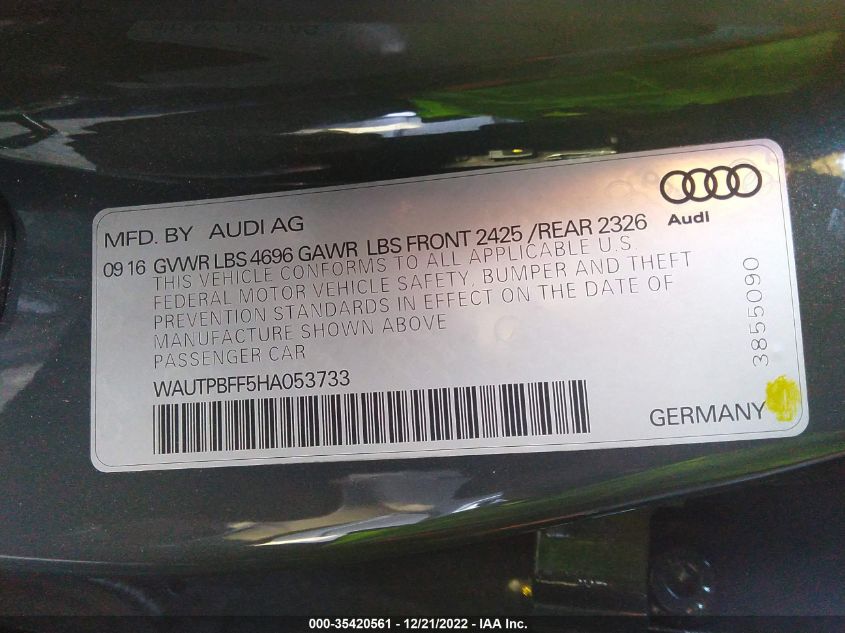 Audi
MFD. BY AUDI AG
09 16 GVWR LBS 4696 GAWR LBS FRONT 2425 /REAR 2326
THIS VEHICLE CONFORMS TO ALL APPLICABLE U.S.
FEDERAL MOTOR VEHICLE SAFETY, BUMPER AND THEFT
PREVENTION STANDARDS IN EFFECT ON THE DATE OF
MANUFACTURE SHOWN ABOVE
PASSENGER CAR
WAUTPBFF5HA053733
GERMANY
3855090
000-35420561 - 12/21/2022 - IAA Inc.